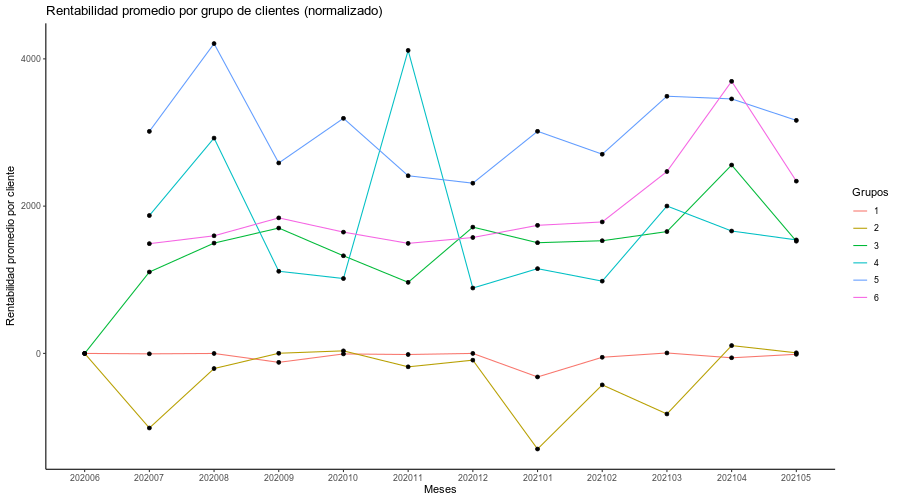 Rentabilidad promedio por grupo de clientes (normalizado)
Rentabilidad promedio por cliente
4000
2000
0
202006 202007 202008 202009 202010 202011 202012 202101 202102 202103 202104 202105
Meses
Grupos
1
2
3
4
5
6